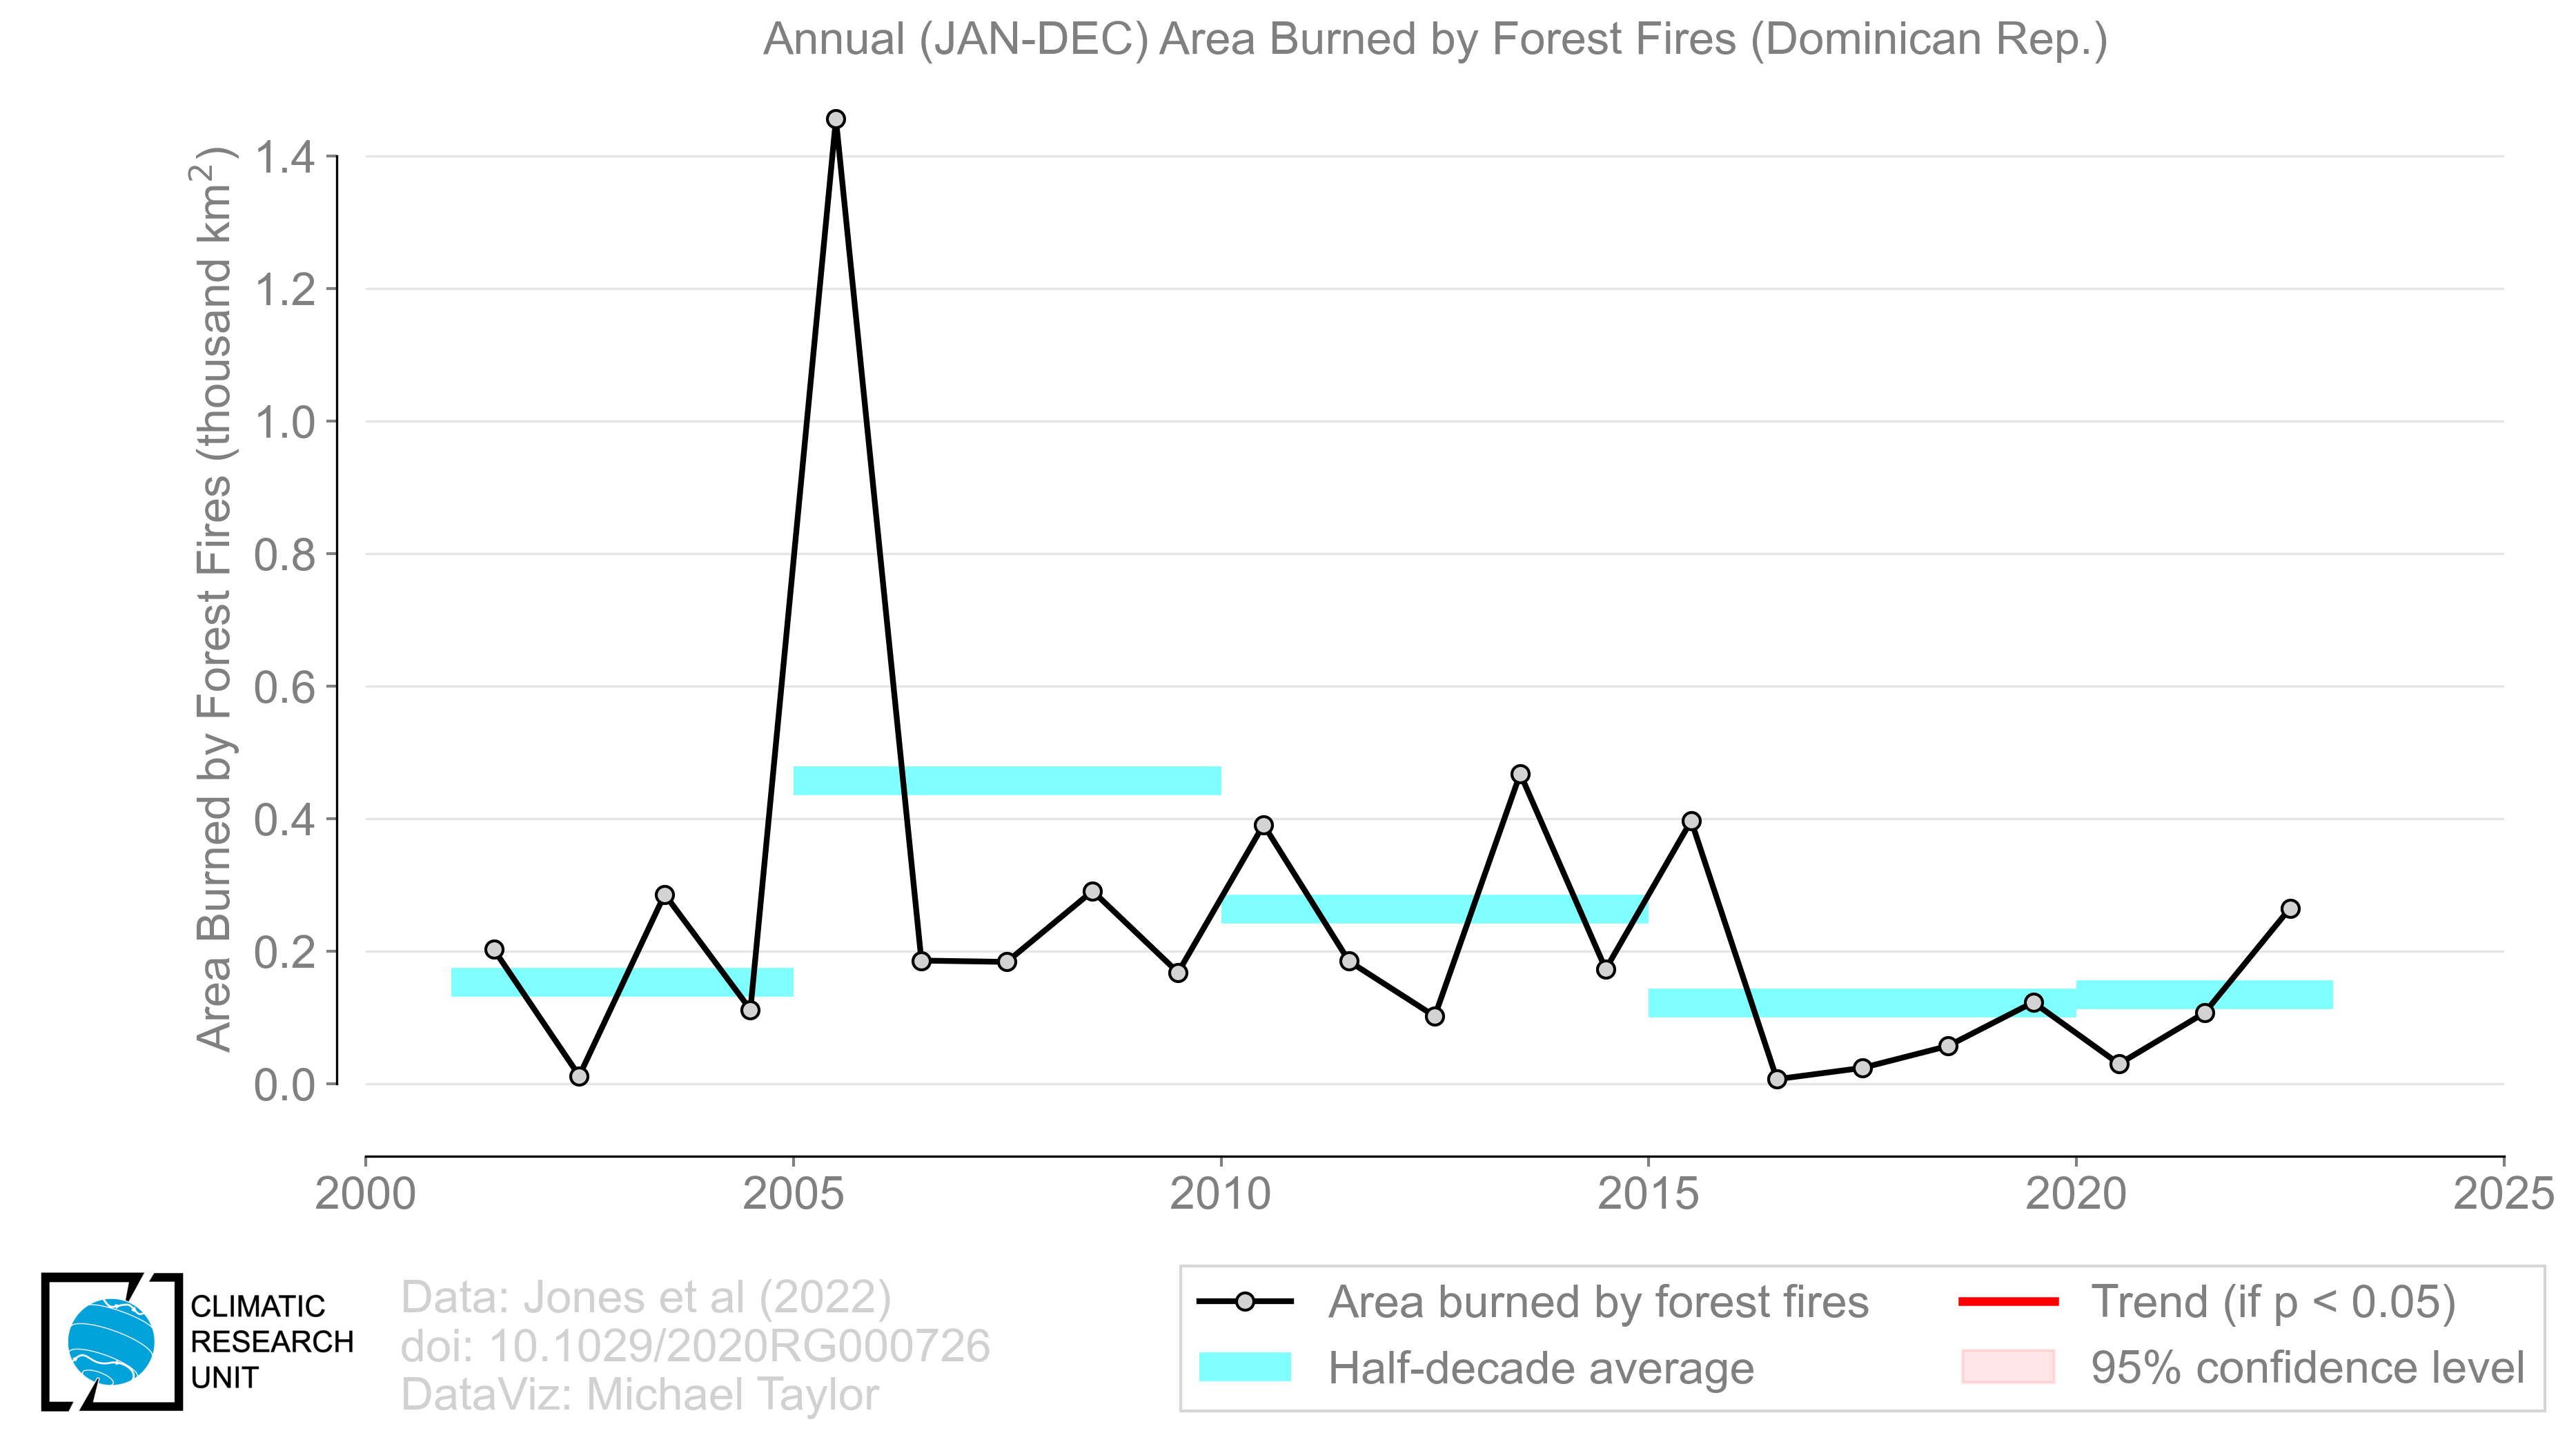 Annual (JAN-DEC) Area Burned by Forest Fires (Dominican Rep.)
Area Burned by Forest Fires (thousand km²)
1.4
1.2
1.0
0.8
0.6
0.4
0.2
0.0
2000 2005 2010 2015 2020 2025
CLIMATIC
RESEARCH
UNIT
Data: Jones et al (2022)
doi: 10.1029/2020RG000726
DataViz: Michael Taylor
Area burned by forest fires
Half-decade average
Trend (if p < 0.05)
95% confidence level